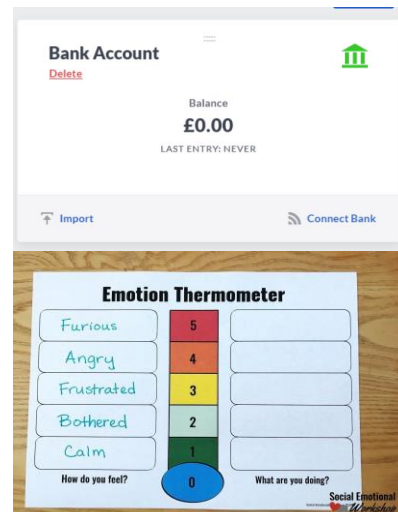 Bank Account
Delete
Balance
£0.00
LAST ENTRY: NEVER
Import
Connect Bank
Emotion Thermometer
Furious
5
Angry
4
Frustrated
3
Bothered
2
Calm
1
0
How do you feel?
What are you doing?
Social Emotional
Workshop